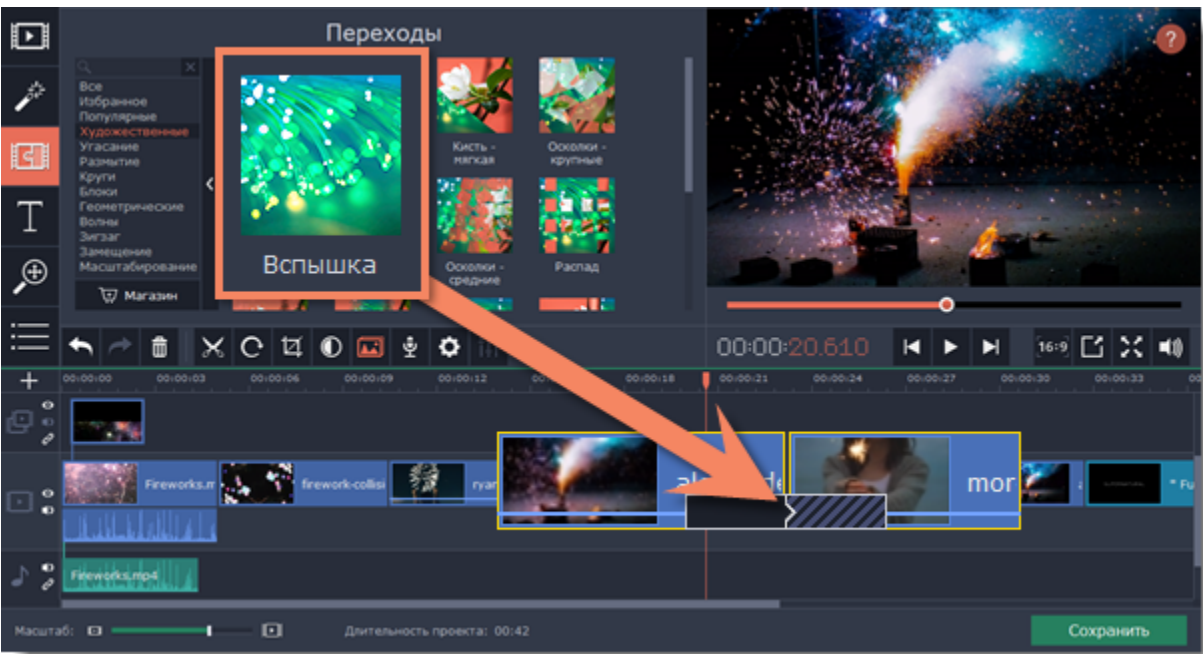 Переходы
?
Все
Избранное
Популярные
Художественные
Угасание
Размытие
Круги
Блоки
Геометрические
Волны
Зигзаг
Замещение
Масштабирование
Магазин
Вспышка
Кисть -
мягкая
Осколки -
крупные
Осколки -
средние
Распад
00:00:20.610
16:9
00:00:00 00:00:03 00:00:06 00:00:09 00:00:12 00:00:18 00:00:21 00:00:24 00:00:27 00:00:30 00:00:33
Fireworks.m
firework-collisi
ryan
mor
Fu
Fireworks.mp4
Масштаб:
Длительность проекта: 00:42
Сохранить